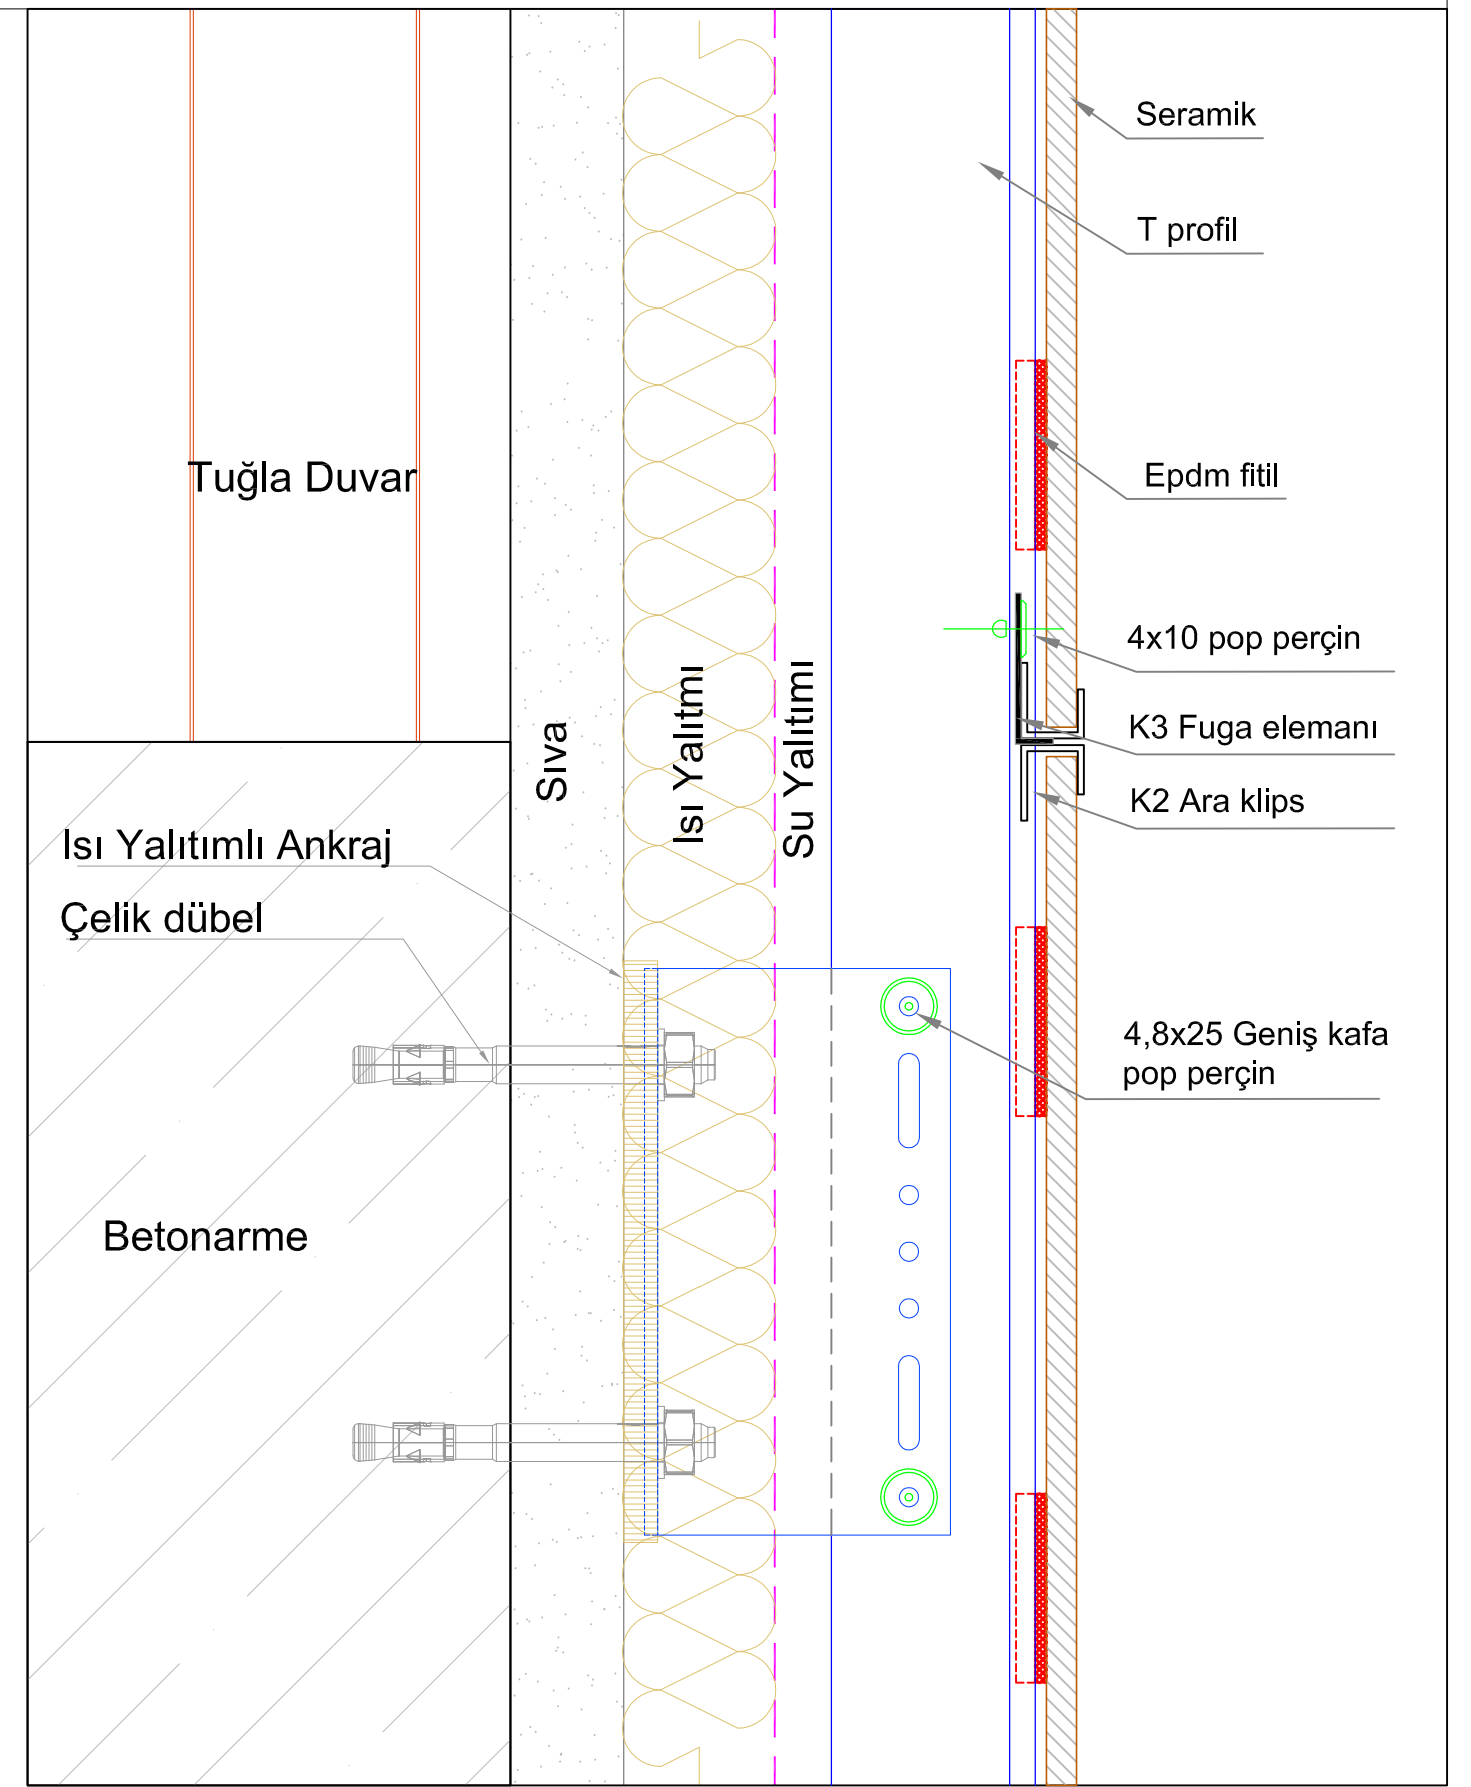 Seramik
T profil
Tuğla Duvar
Epdm fitil
4x10 pop perçin
K3 Fuga elemanı
K2 Ara klips
Sıva
Isı Yalıtmı
Su Yalıtımı
Isı Yalıtımlı Ankraj
Çelik dübel
4,8x25 Geniş kafa
pop perçin
Betonarme